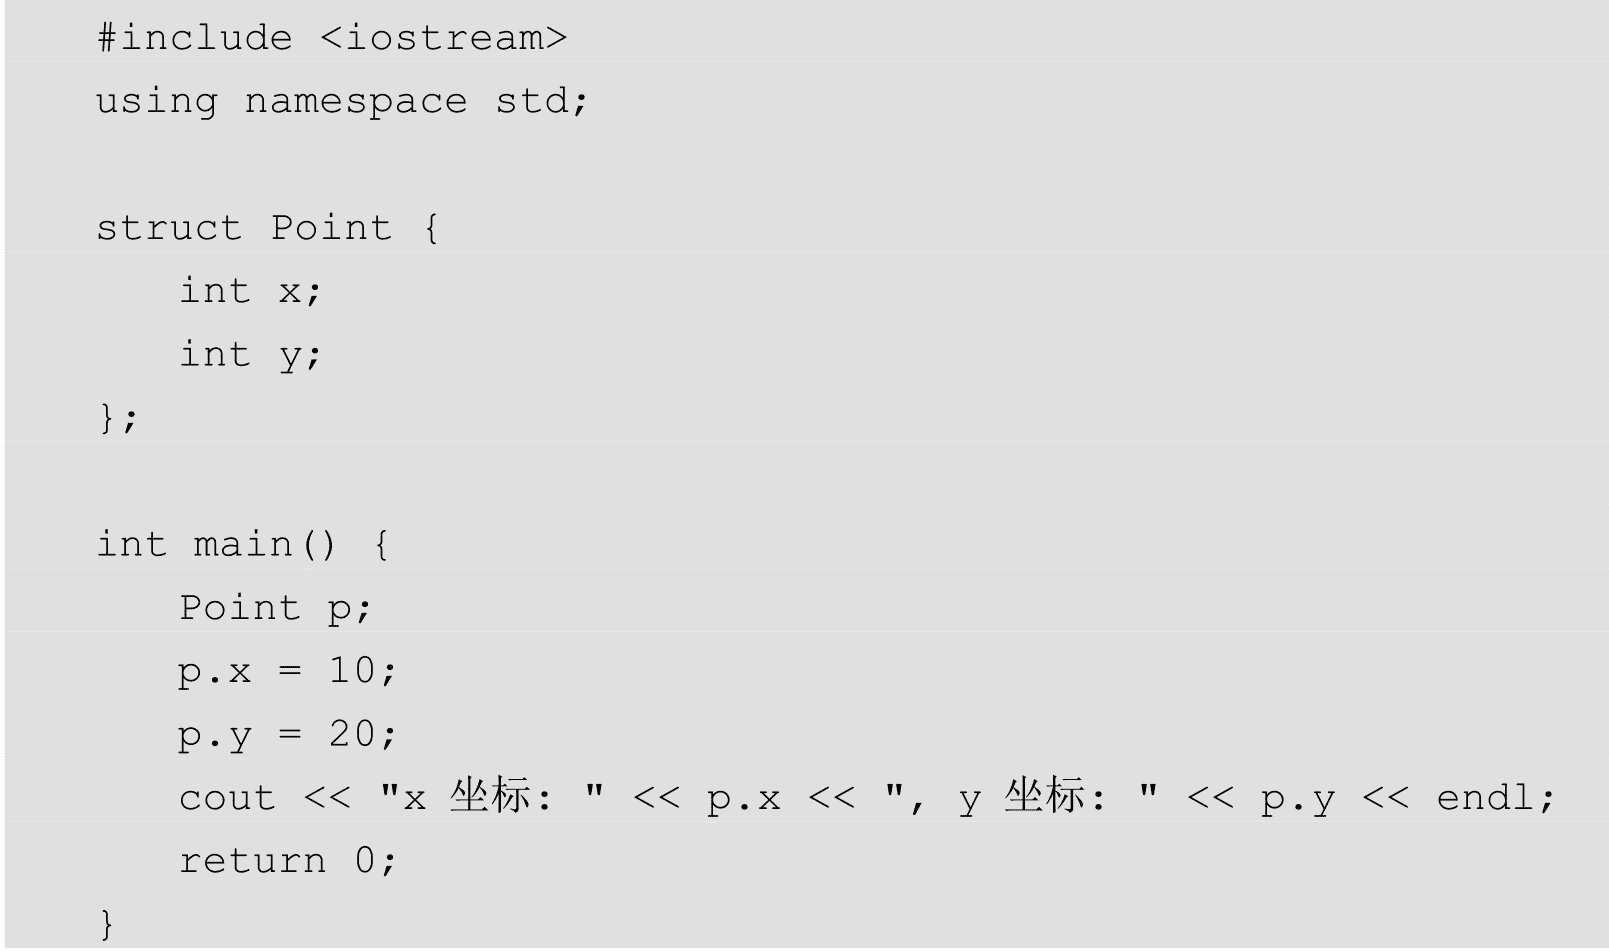 #include <iostream>
using namespace std;
struct Point {
int x;
int y;
};
int main() {
Point p;
p.x = 10;
p.y = 20;
cout << "x 坐标: " << p.x << ", y 坐标: " << p.y << endl;
return 0;
}